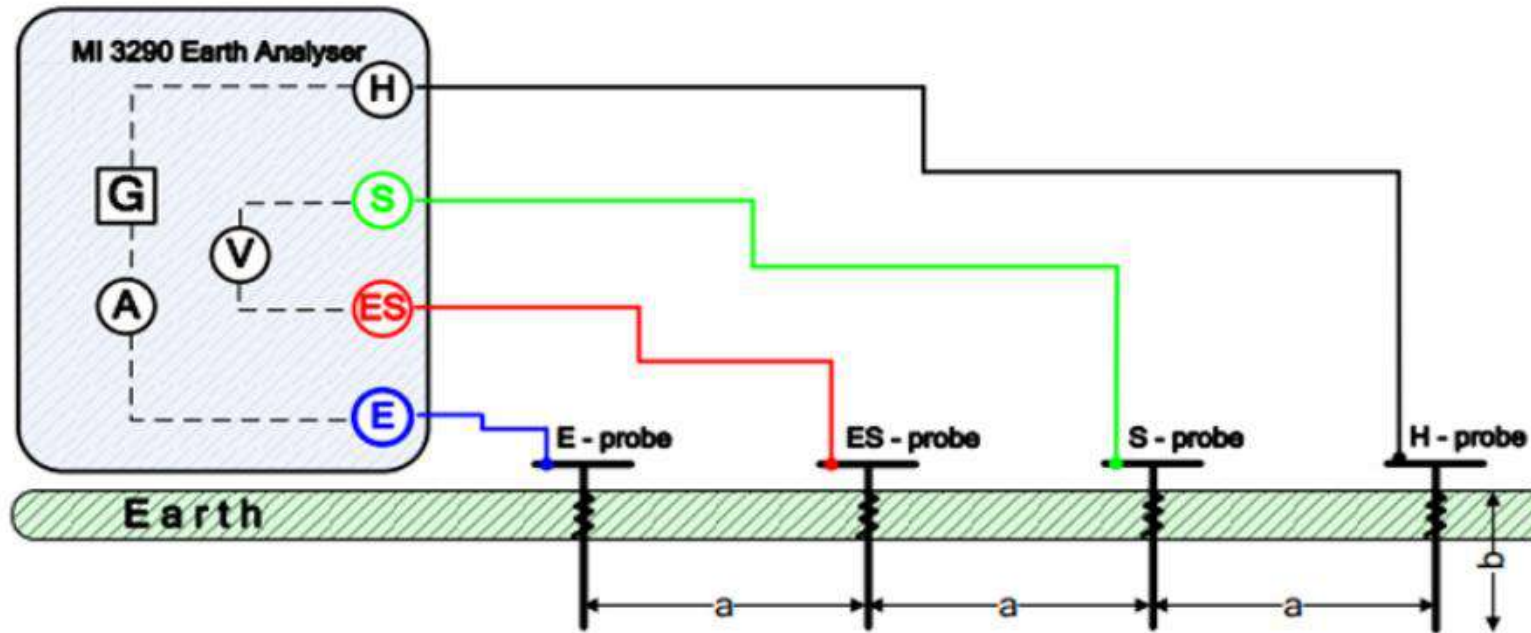 MI 3290 Earth Analyser
H
G
S
V
A
ES
E
E - probe
ES - probe
S - probe
H - probe
Earth
a
a
a
b